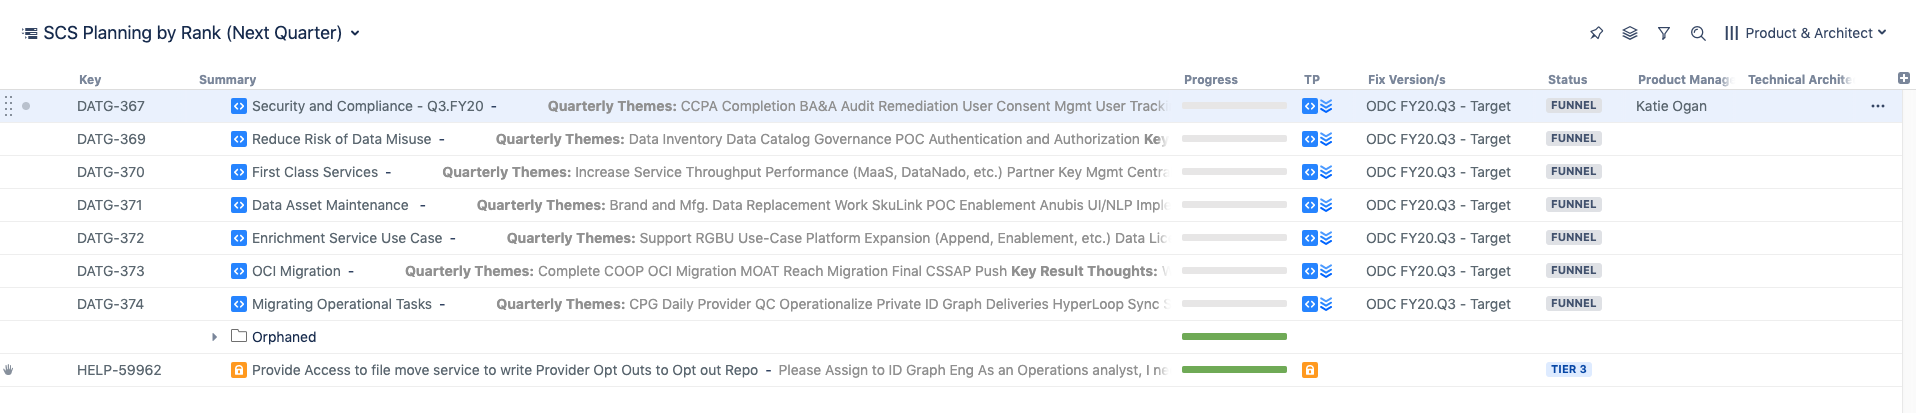 SCS Planning by Rank (Next Quarter)
Product & Architect
Key Summary Progress TP Fix Version/s Status Product Manag Technical Archite
DATG-367 Security and Compliance - Q3.FY20 - Quarterly Themes: CCPA Completion BA&A Audit Remediation User Consent Mgmt User Tracki ODC FY20.Q3 - Target FUNNEL Katie Ogan
DATG-369 Reduce Risk of Data Misuse - Quarterly Themes: Data Inventory Data Catalog Governance POC Authentication and Authorization Key ODC FY20.Q3 - Target FUNNEL
DATG-370 First Class Services - Quarterly Themes: Increase Service Throughput Performance (MaaS, DataNado, etc.) Partner Key Mgmt Centra ODC FY20.Q3 - Target FUNNEL
DATG-371 Data Asset Maintenance - Quarterly Themes: Brand and Mfg. Data Replacement Work SkuLink POC Enablement Anubis UI/NLP Imple ODC FY20.Q3 - Target FUNNEL
DATG-372 Enrichment Service Use Case - Quarterly Themes: Support RGBU Use-Case Platform Expansion (Append, Enablement, etc.) Data Lic ODC FY20.Q3 - Target FUNNEL
DATG-373 OCI Migration - Quarterly Themes: Complete COOP OCI Migration MOAT Reach Migration Final CSSAP Push Key Result Thoughts: ODC FY20.Q3 - Target FUNNEL
DATG-374 Migrating Operational Tasks - Quarterly Themes: CPG Daily Provider QC Operationalize Private ID Graph Deliveries HyperLoop Sync ODC FY20.Q3 - Target FUNNEL
Orphaned
HELP-59962 Provide Access to file move service to write Provider Opt Outs to Opt out Repo - Please Assign to ID Graph Eng As an Operations analyst, I ne TIER 3